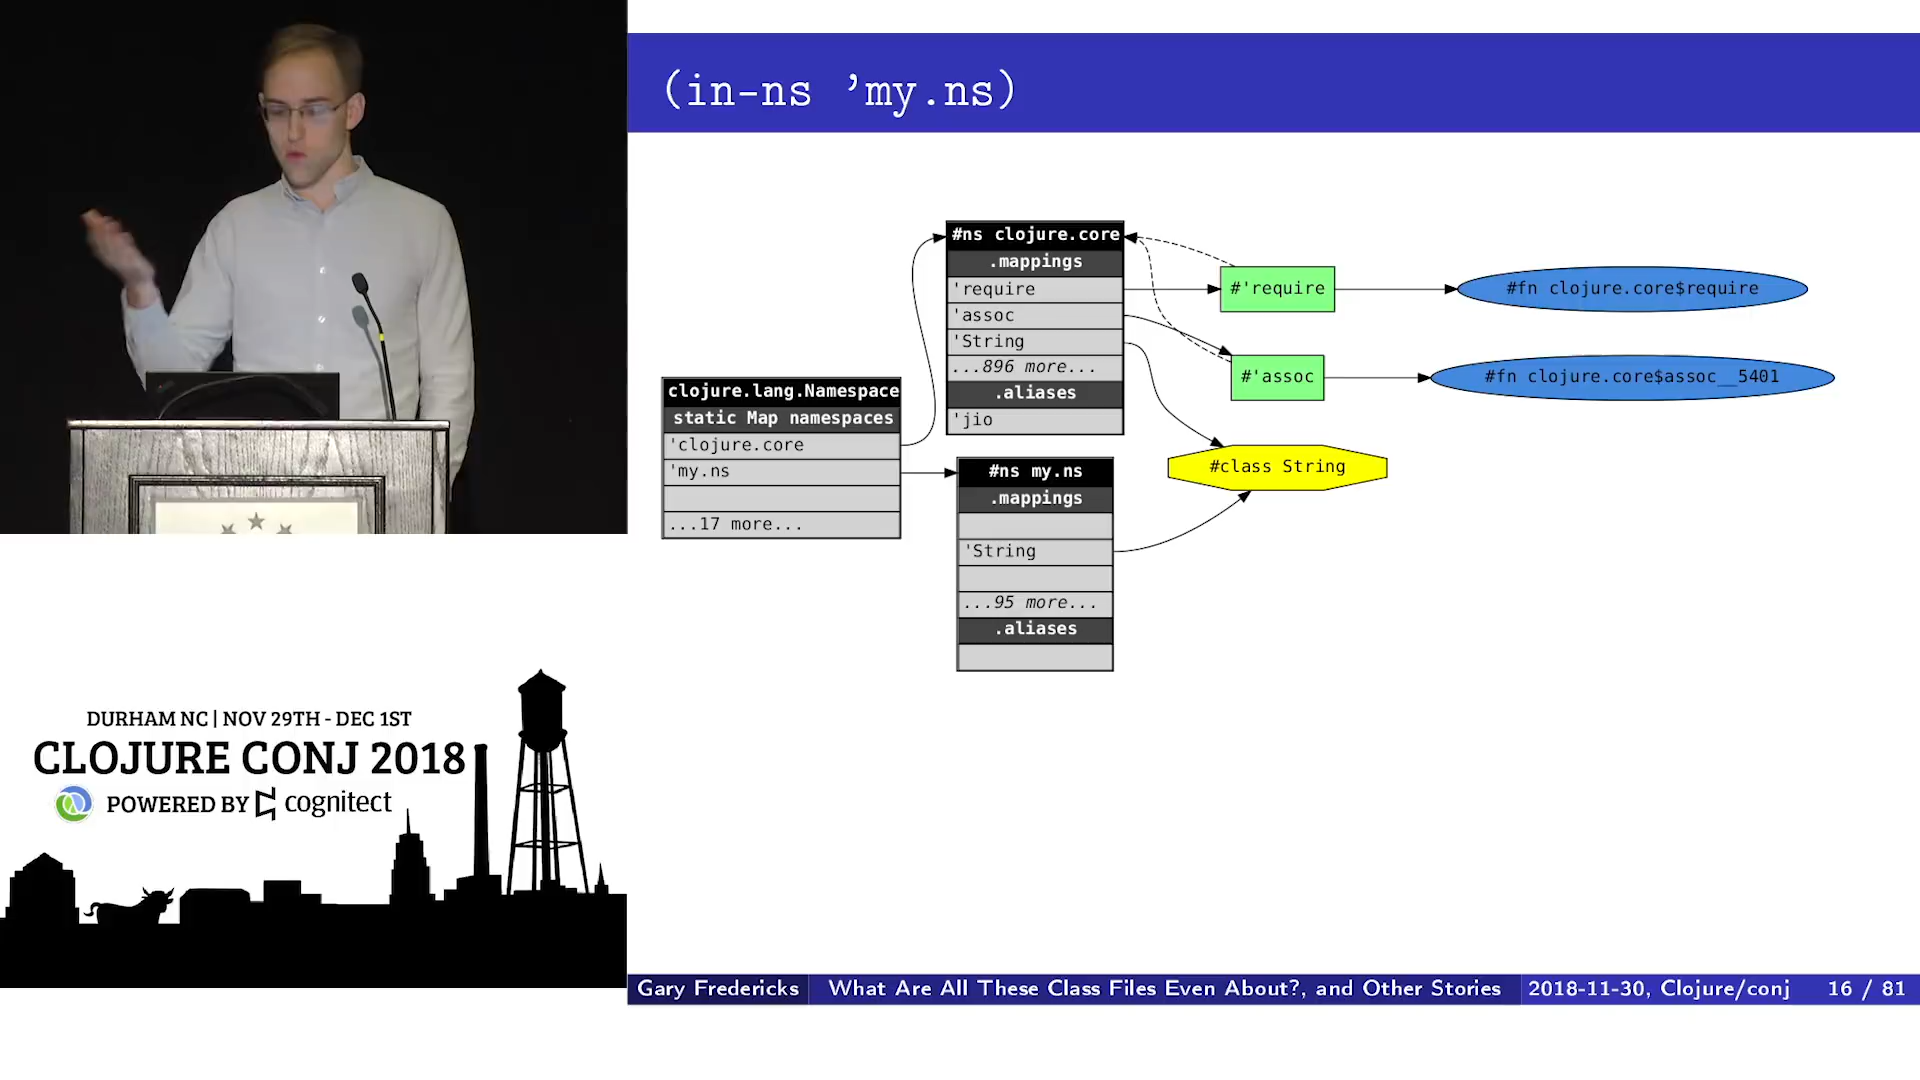 (in-ns ’my.ns)
clojure.lang.Namespace
static Map namespaces
'clojure.core
'my.ns
...17 more...
#ns clojure.core
.mappings
'require
'assoc
'String
...896 more...
.aliases
'jio
#ns my.ns
.mappings
'String
...95 more...
.aliases
#'require
#'assoc
#class String
#fn clojure.core$require
#fn clojure.core$assoc__5401
DURHAM NC | NOV 29TH - DEC 1ST
CLOJURE CONJ 2018
POWERED BY cognitect
Gary Fredericks What Are All These Class Files Even About?, and Other Stories 2018-11-30, Clojure/conj 16 / 81